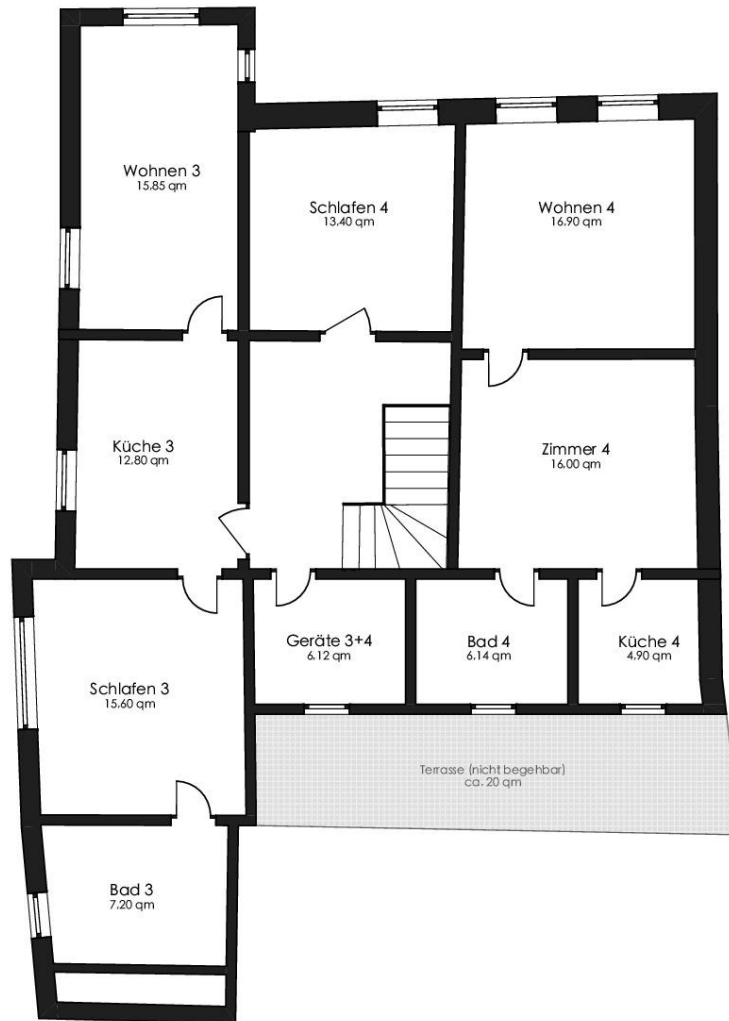 Wohnen 3
15.85 qm
Schlafen 4
13.40 qm
Wohnen 4
16.90 qm
Küche 3
12.80 qm
Zimmer 4
16.00 qm
Geräte 3+4
6.12 qm
Bad 4
6.14 qm
Küche 4
4.90 qm
Schlafen 3
15.60 qm
Terrasse (nicht begehbar)
ca. 20 qm
Bad 3
7.20 qm